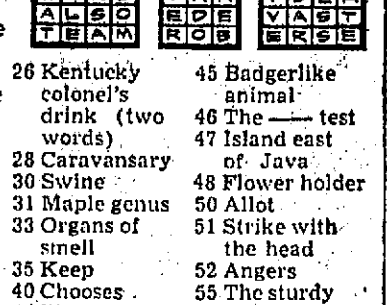 ALSO
TEAM
EDE
ROB
VAST
ERSE
26 Kentucky
colonel's
drink (two
words)
28 Caravansary
30 Swine
31 Maple genus
33 Organs of
smell
35 Keep
40 Chooses
45 Badgerlike
animal
46 The —— test
47 Island east
of Java
48 Flower holder
50 Allot
51 Strike with
the head
52 Angers
55 The sturdy